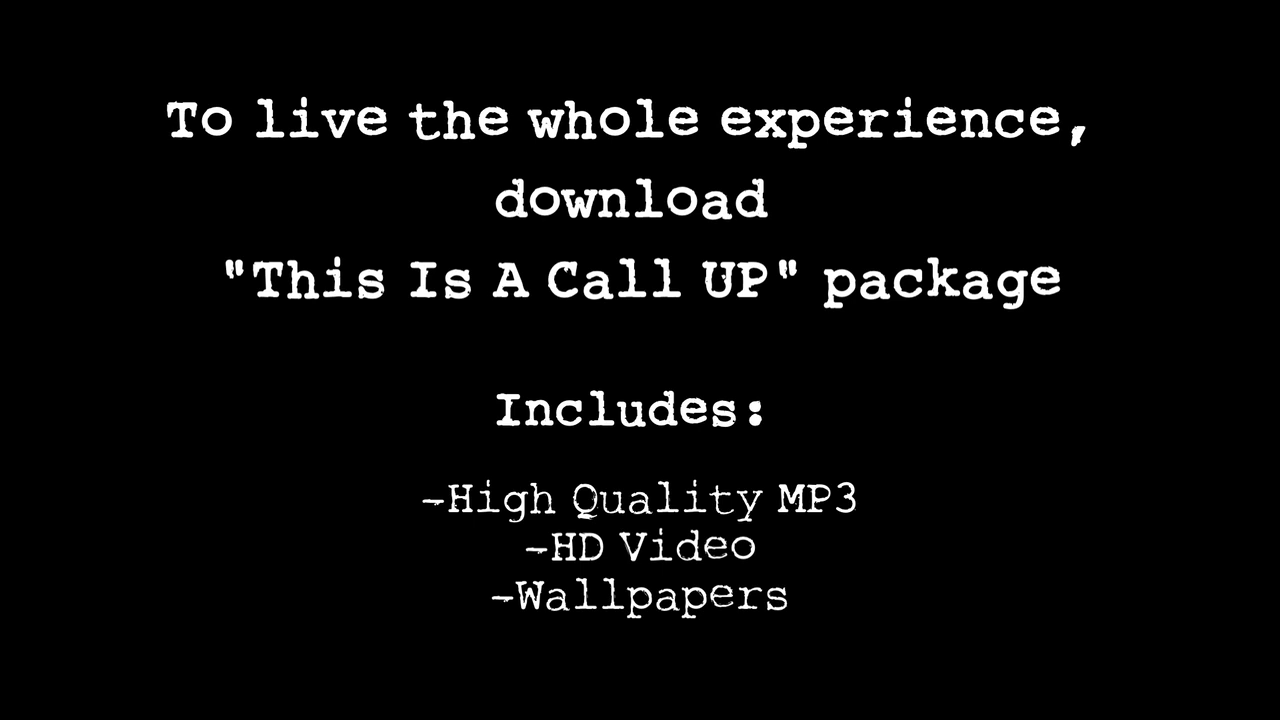 To live the whole experience,
download
"This Is A Call UP" package
Includes:
-High Quality MP3
-HD Video
-Wallpapers